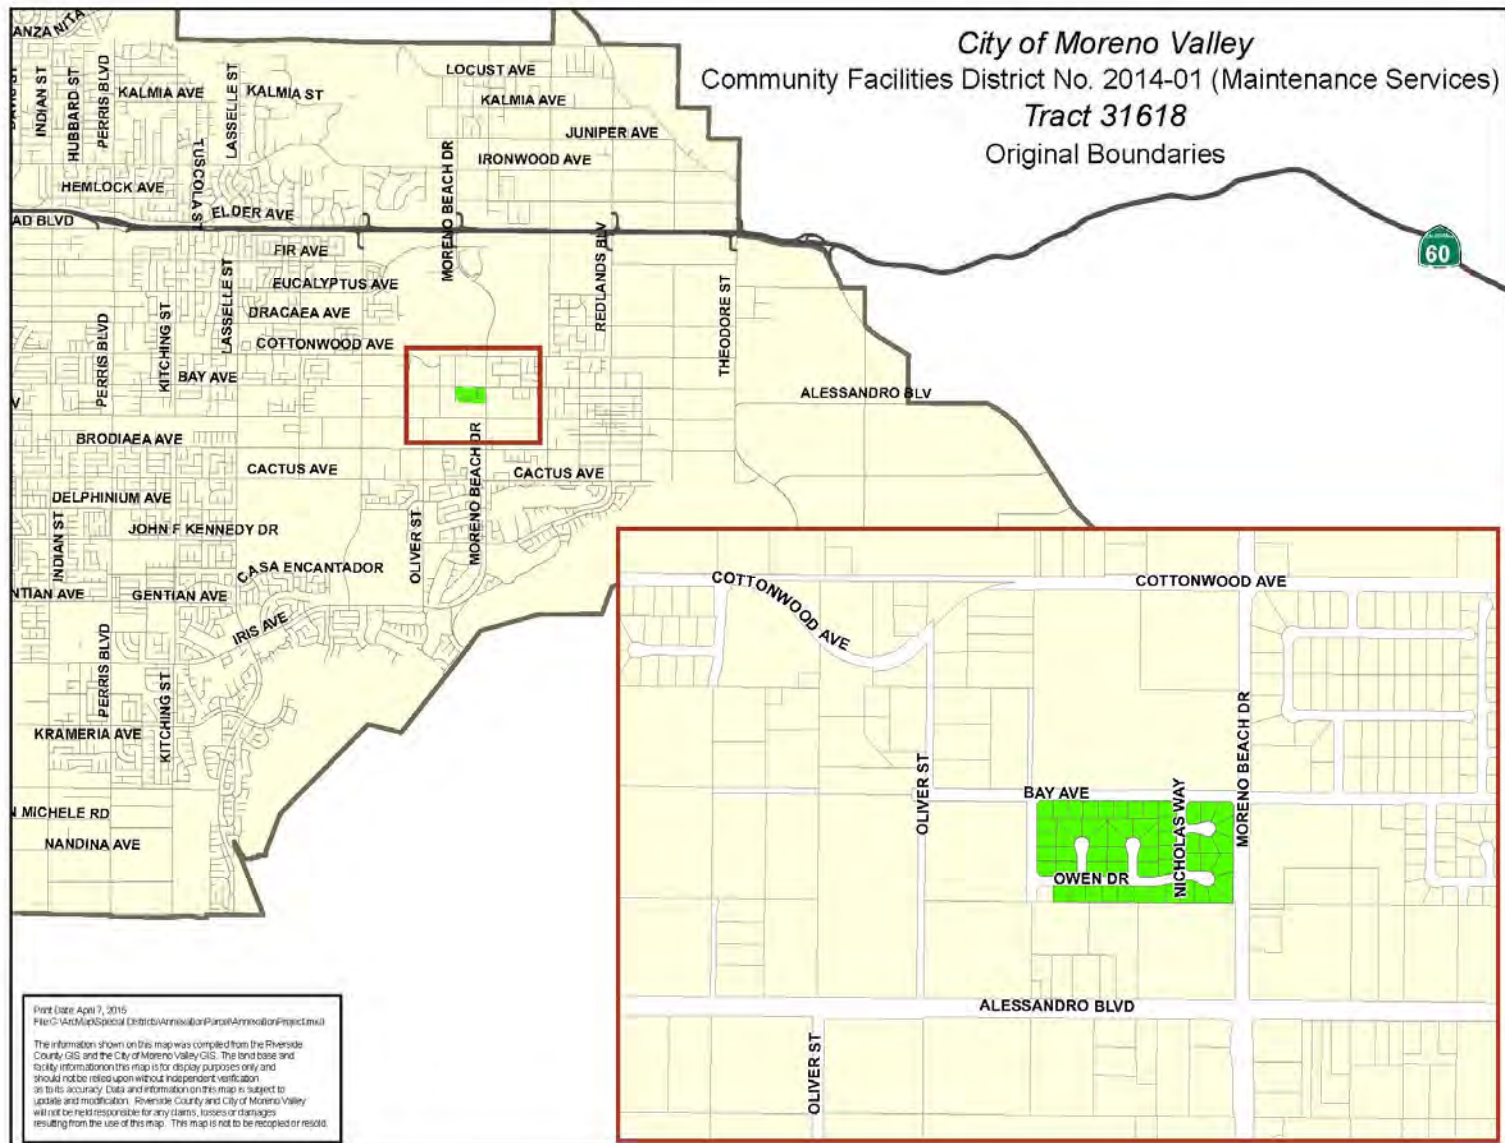 City of Moreno Valley
Community Facilities District No. 2014-01 (Maintenance Services)
Tract 31618
Original Boundaries
ANZANITA
INDIAN ST
HUBBARD ST
PERRIS BLVD
KALMIA AVE
LASSELLE ST
KALMIA ST
LOCUST AVE
KALMIA AVE
JUNIPER AVE
IRONWOOD AVE
TUSCOLA ST
MORENO BEACH DR
HEMLOCK AVE
ELDER AVE
AD BLVD
FIR AVE
EUCALYPTUS AVE
DRACAEA AVE
COTTONWOOD AVE
BAY AVE
PERRIS BLVD
KITCHING ST
LASSELLE ST
REDLANDS BLV
THEODORE ST
60
ALESSANDRO BLV
V
BRODIAEA AVE
CACTUS AVE
CACTUS AVE
MORENO BEACH DR
DELPHINIUM AVE
JOHN F KENNEDY DR
INDIAN ST
OLIVER ST
CASA ENCANTADOR
NTIAN AVE
GENTIAN AVE
IRIS AVE
PERRIS BLVD
KITCHING ST
KRAMERIA AVE
N MICHELE RD
NANDINA AVE
COTTONWOOD AVE
COTTONWOOD AVE
MORENO BEACH DR
OLIVER ST
BAY AVE
NICHOLAS WAY
OWEN DR
ALESSANDRO BLVD
OLIVER ST
Print Date: April 7, 2015
The information shown on this map was compiled from the Riverside
County GIS and the City of Moreno Valley GIS. The land base and
facility information on this map is for display purposes only and
should not be relied upon without independent verification
as to its accuracy. Data and information on this map is subject to
update and modification. Riverside County and City of Moreno Valley
will not be held responsible for any claims, losses or damages
resulting from the use of this map. This map is not to be recopied or resold.